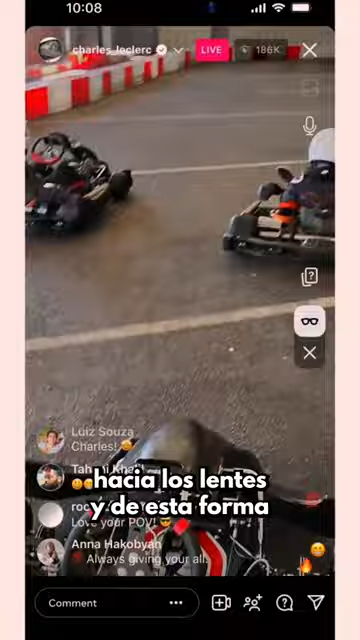 10:08
charles_leclerc
LIVE
186K
Luiz Souza
Charles!
hacia los lentes
y de esta forma
Love your POV!
Anna Hakobyan
Always giving your all.
Comment